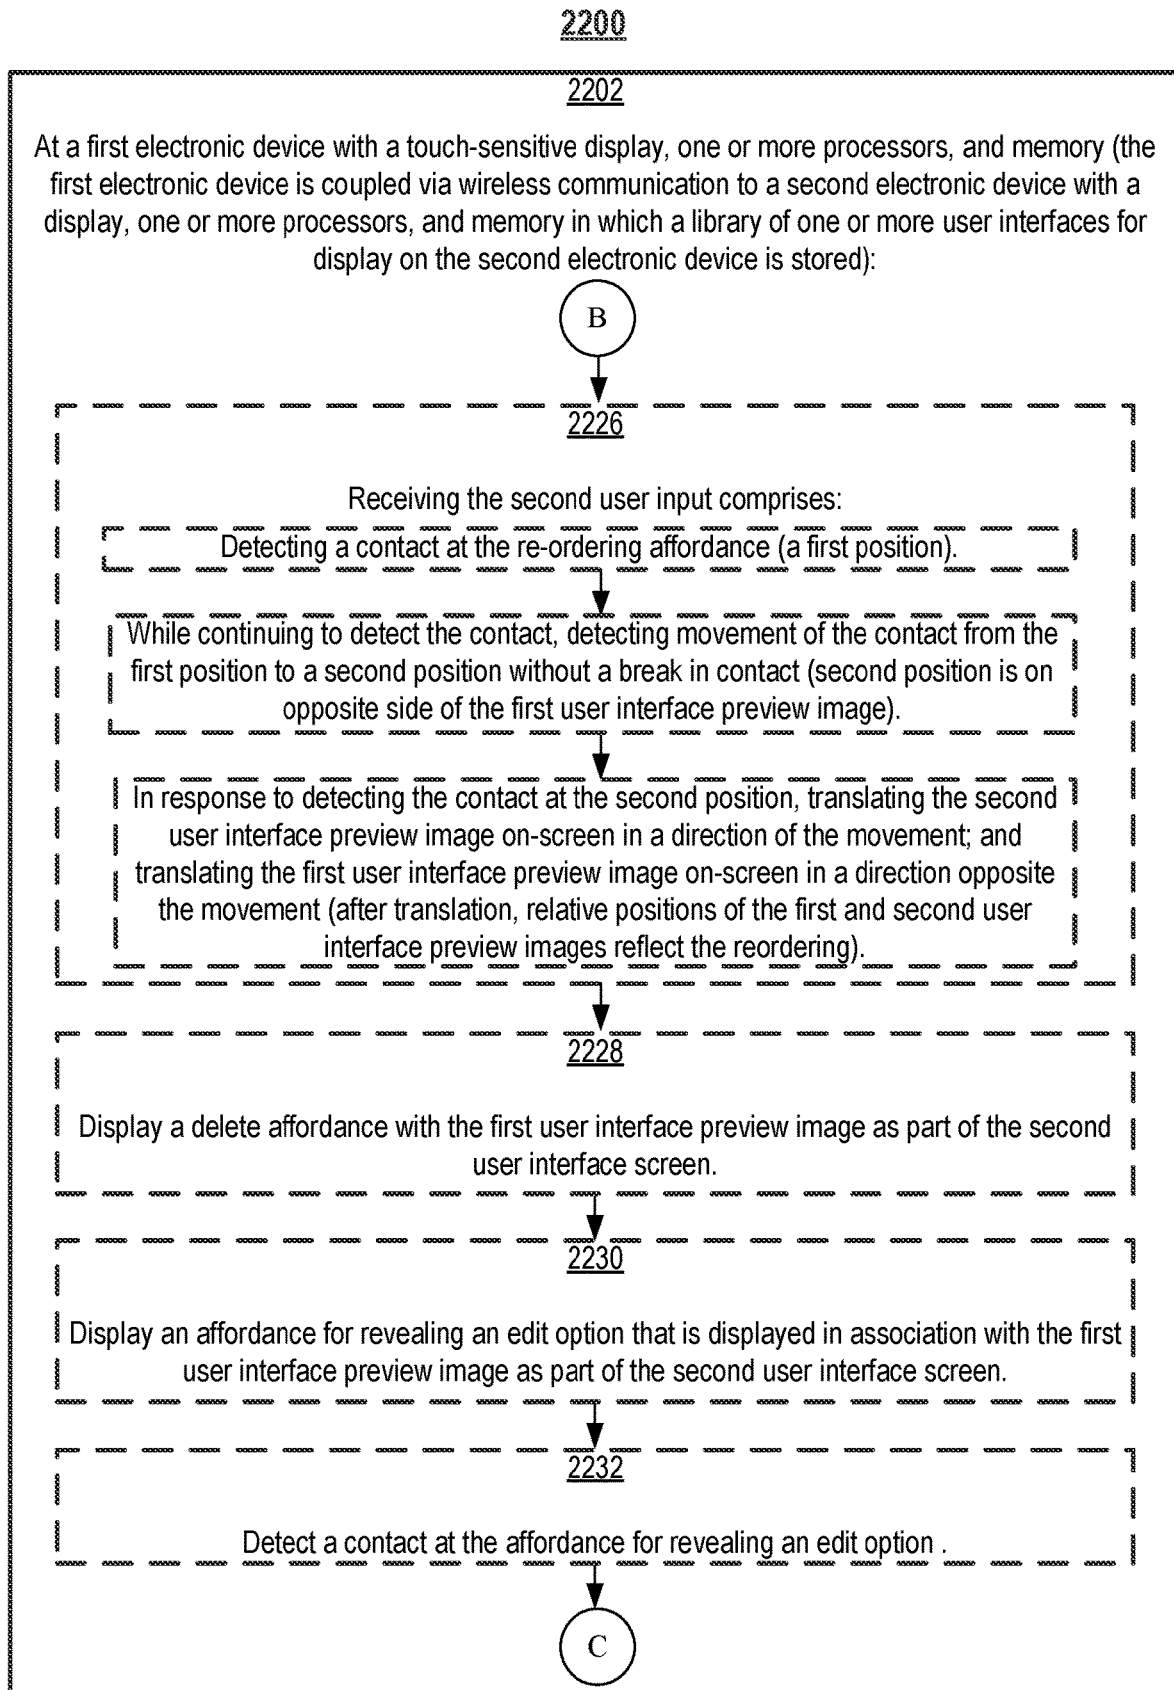 2200
2202
At a first electronic device with a touch-sensitive display, one or more processors, and memory (the
first electronic device is coupled via wireless communication to a second electronic device with a
display, one or more processors, and memory in which a library of one or more user interfaces for
display on the second electronic device is stored):
B
2226
Receiving the second user input comprises:
Detecting a contact at the re-ordering affordance (a first position).
While continuing to detect the contact, detecting movement of the contact from the
first position to a second position without a break in contact (second position is on
opposite side of the first user interface preview image).
In response to detecting the contact at the second position, translating the second
user interface preview image on-screen in a direction of the movement; and
translating the first user interface preview image on-screen in a direction opposite
the movement (after translation, relative positions of the first and second user
interface preview images reflect the reordering).
2228
Display a delete affordance with the first user interface preview image as part of the second
user interface screen.
2230
Display an affordance for revealing an edit option that is displayed in association with the first
user interface preview image as part of the second user interface screen.
2232
Detect a contact at the affordance for revealing an edit option .
C